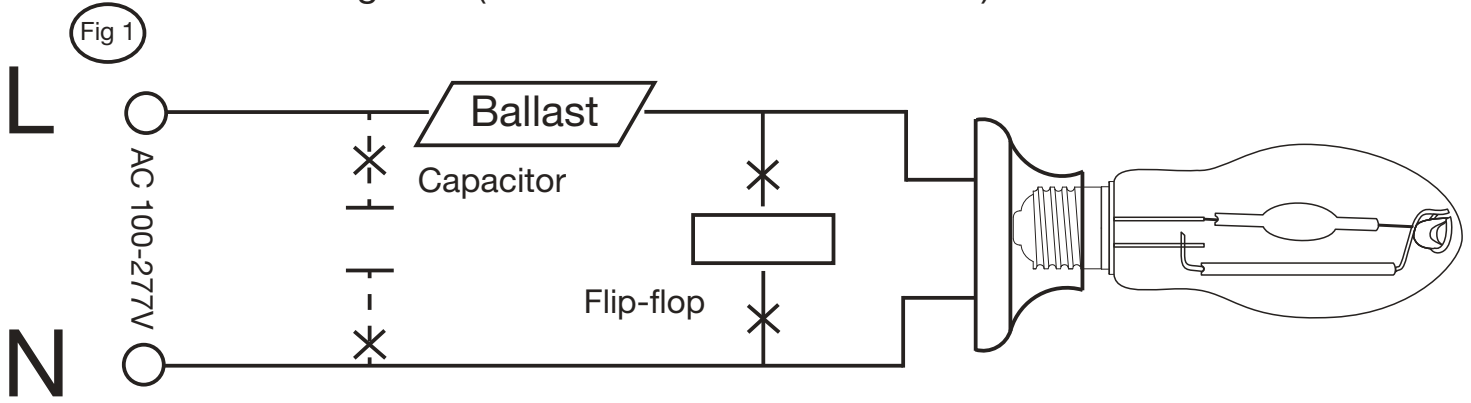 Fig 1
L
Ballast
Capacitor
AC 100-277V
Flip-flop
N